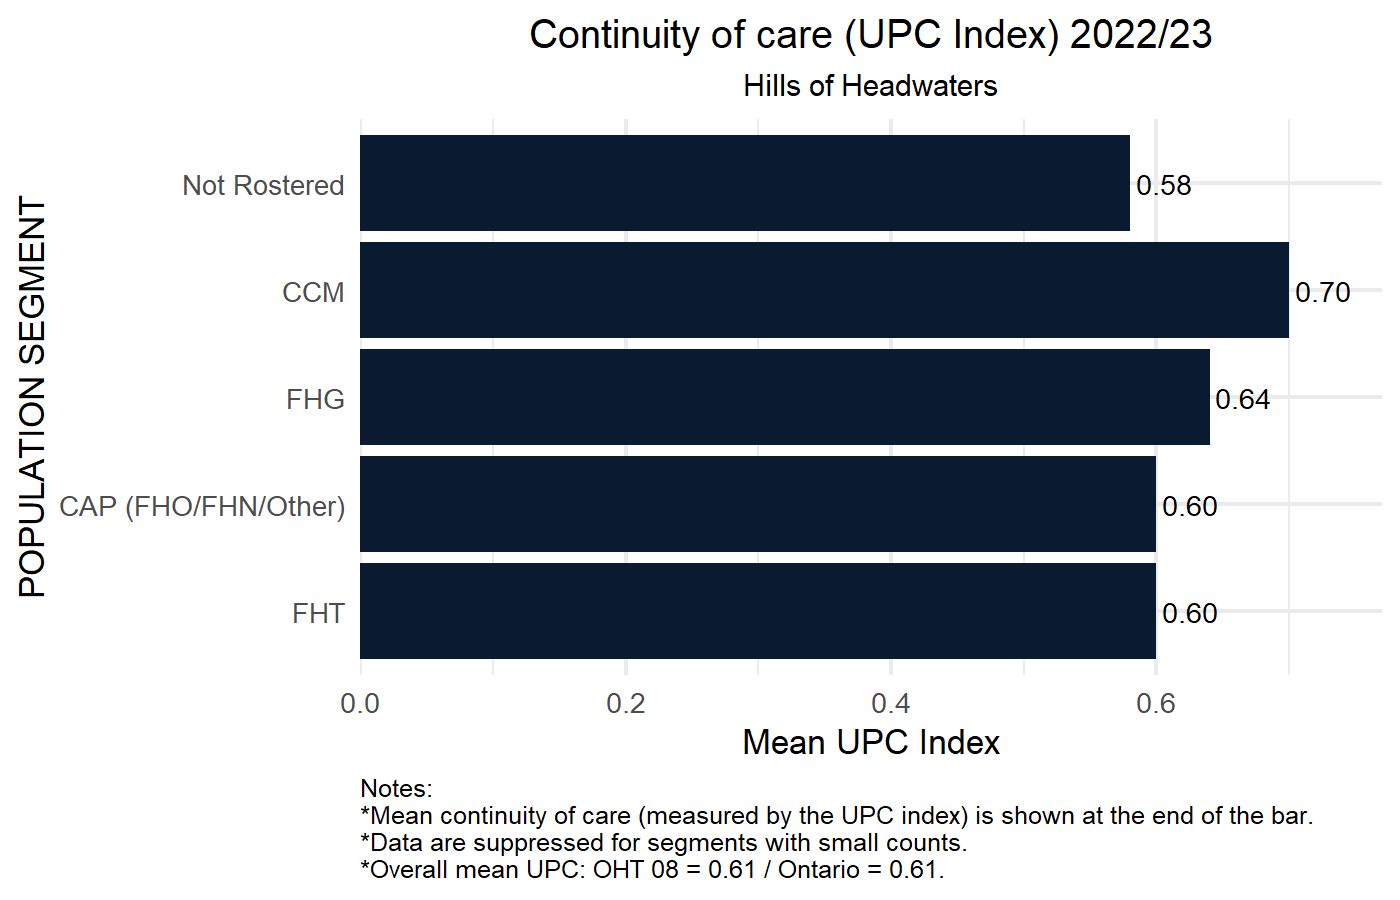 Continuity of care (UPC Index) 2022/23
Hills of Headwaters
POPULATION SEGMENT
Not Rostered
0.58
CCM
0.70
FHG
0.64
CAP (FHO/FHN/Other)
0.60
FHT
0.60
0.0 0.2 0.4 0.6
Mean UPC Index
Notes:
*Mean continuity of care (measured by the UPC index) is shown at the end of the bar.
*Data are suppressed for segments with small counts.
*Overall mean UPC: OHT 08 = 0.61 / Ontario = 0.61.